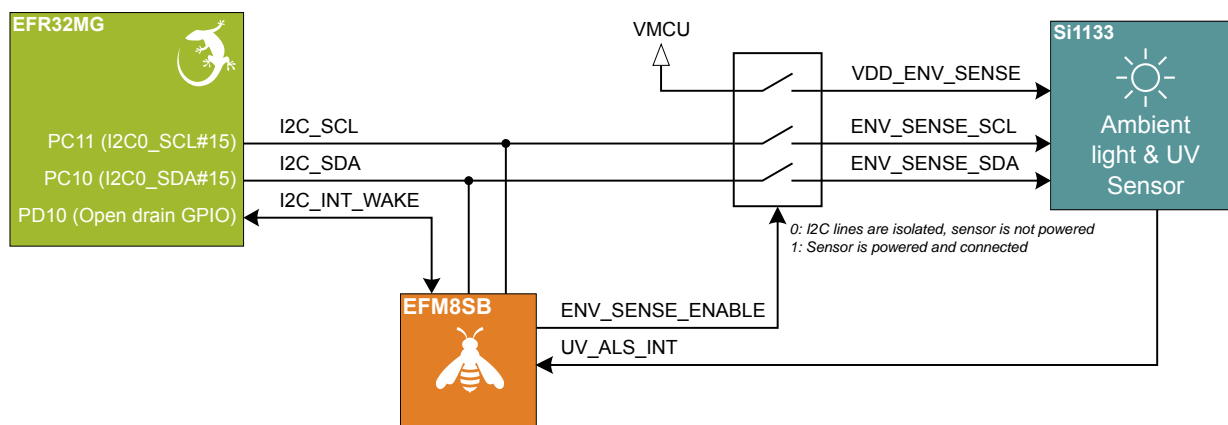 EFR32MG
VMCU
Si1133
VDD_ENV_SENSE
PC11 (I2C0_SCL#15)
I2C_SCL
ENV_SENSE_SCL
Ambient
light & UV
Sensor
PC10 (I2C0_SDA#15)
I2C_SDA
ENV_SENSE_SDA
PD10 (Open drain GPIO)
I2C_INT_WAKE
0: I2C lines are isolated, sensor is not powered
1: Sensor is powered and connected
EFM8SB
ENV_SENSE_ENABLE
UV_ALS_INT